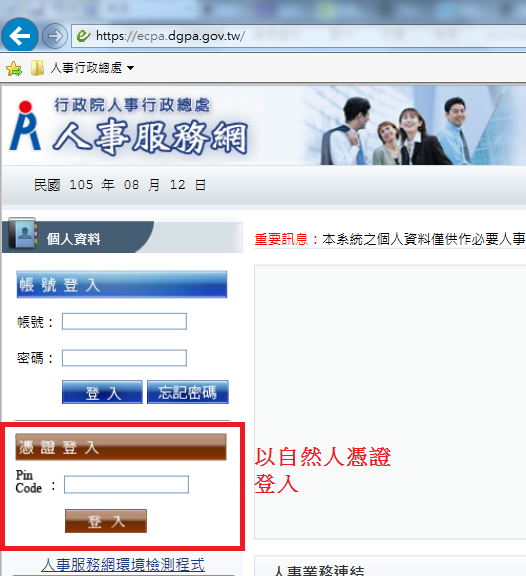 https://ecpa.dgpa.gov.tw/
人事行政總處
行政院人事行政總處
人事服務網
民國 105 年 08 月 12 日
個人資料
重要訊息：本系統之個人資料僅供作必要人事
帳號登入
帳號：
密碼：
登入 忘記密碼
憑證登入
Pin Code ：
以自然人憑證
登入
登入
人事服務網環境檢測程式
人事業務連結